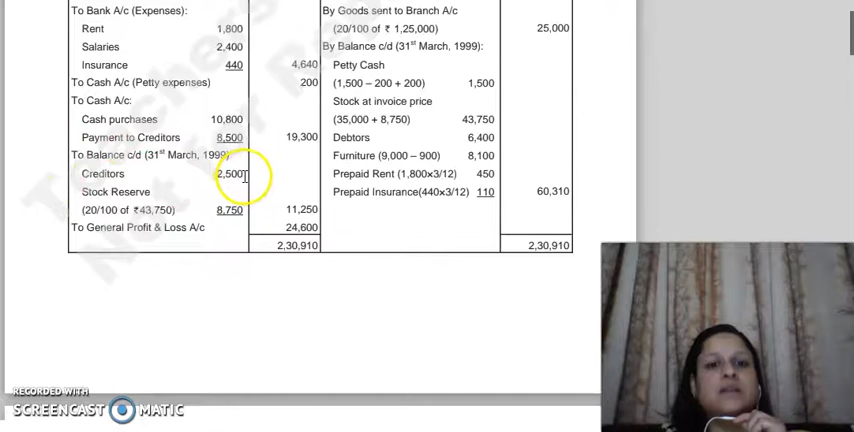 To Bank A/c (Expenses):
Rent 1,800
Salaries 2,400
Insurance 440 4,640
To Cash A/c (Petty expenses) 200
To Cash A/c:
Cash purchases 10,800
Payment to Creditors 8,500 19,300
To Balance c/d (31st March, 1999)
Creditors 2,500
Stock Reserve
(20/100 of ₹43,750) 8,750 11,250
To General Profit & Loss A/c 24,600
2,30,910
By Goods sent to Branch A/c
(20/100 of ₹ 1,25,000) 25,000
By Balance c/d (31st March, 1999):
Petty Cash
(1,500 – 200 + 200) 1,500
Stock at invoice price
(35,000 + 8,750) 43,750
Debtors 6,400
Furniture (9,000 – 900) 8,100
Prepaid Rent (1,800×3/12) 450
Prepaid Insurance(440×3/12) 110 60,310
2,30,910
RECORDED WITH
SCREENCAST MATIC